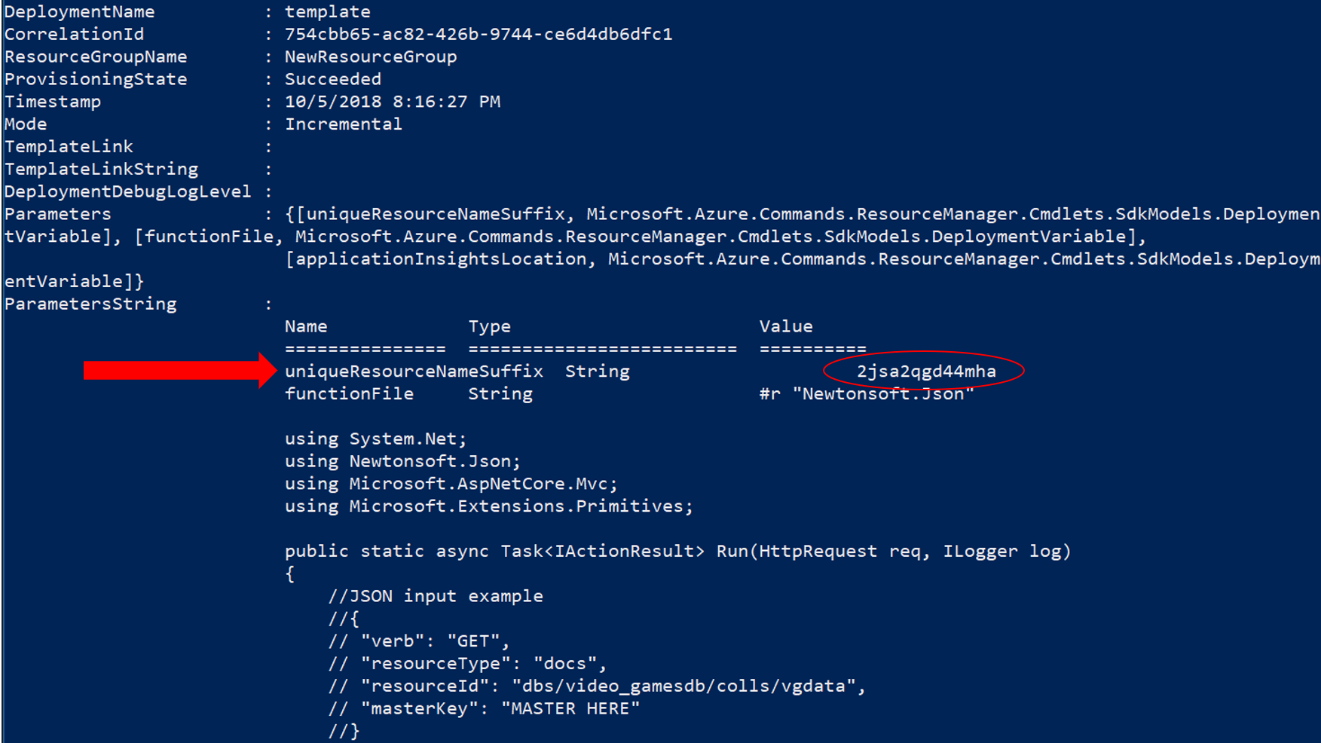 DeploymentName          : template
CorrelationId           : 754cbb65-ac82-426b-9744-ce6d4db6dfc1
ResourceGroupName       : NewResourceGroup
ProvisioningState       : Succeeded
Timestamp               : 10/5/2018 8:16:27 PM
Mode                    : Incremental
TemplateLink            :
TemplateLinkString      :
DeploymentDebugLogLevel :
Parameters              : {[uniqueResourceNameSuffix, Microsoft.Azure.Commands.ResourceManager.Cmdlets.SdkModels.Deploymen
tVariable], [functionFile, Microsoft.Azure.Commands.ResourceManager.Cmdlets.SdkModels.DeploymentVariable],
                          [applicationInsightsLocation, Microsoft.Azure.Commands.ResourceManager.Cmdlets.SdkModels.Deploym
entVariable]}
ParametersString        :
                          Name             Type                       Value
                          ===============  =========================  ==========
                          uniqueResourceNameSuffix  String                     2jsa2qgd44mha
                          functionFile     String                     #r "Newtonsoft.Json"

                          using System.Net;
                          using Newtonsoft.Json;
                          using Microsoft.AspNetCore.Mvc;
                          using Microsoft.Extensions.Primitives;

                          public static async Task<IActionResult> Run(HttpRequest req, ILogger log)
                          {
                              //JSON input example
                              //{
                              // "verb": "GET",
                              // "resourceType": "docs",
                              // "resourceId": "dbs/video_gamesdb/colls/vgdata",
                              // "masterKey": "MASTER HERE"
                              //}